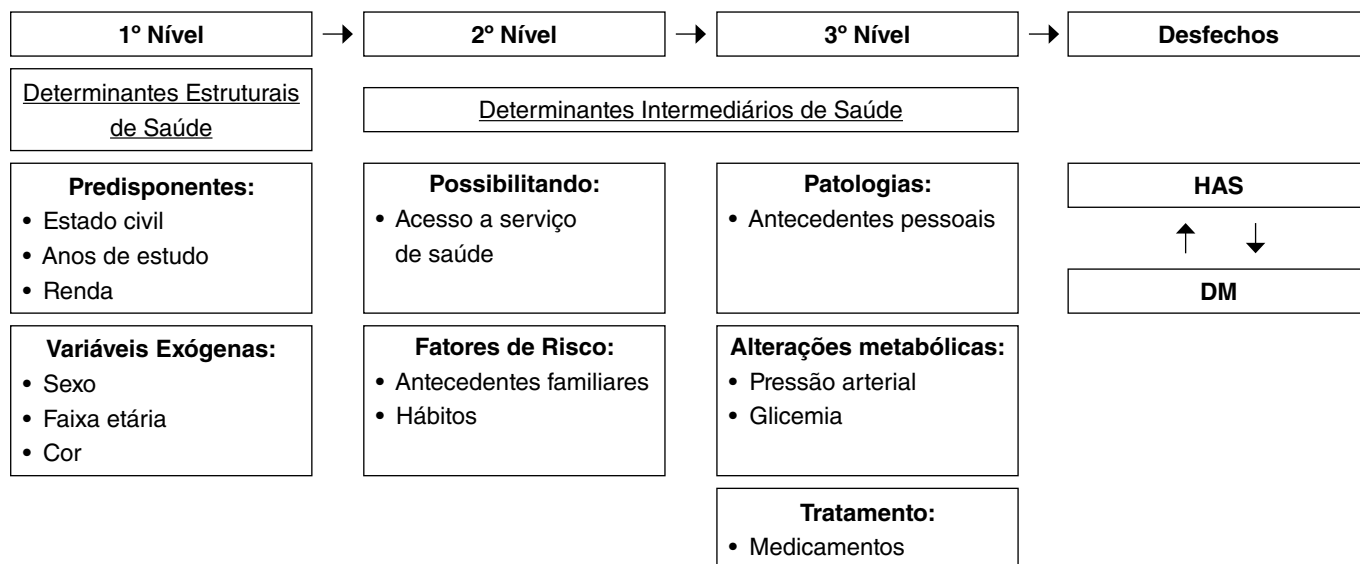 1º Nível
2º Nível
3º Nível
Desfechos
Determinantes Estruturais
de Saúde
Determinantes Intermediários de Saúde
Predisponentes:
• Estado civil
• Anos de estudo
• Renda
Possibilitando:
• Acesso a serviço
de saúde
Patologias:
• Antecedentes pessoais
HAS
DM
Variáveis Exógenas:
• Sexo
• Faixa etária
• Cor
Fatores de Risco:
• Antecedentes familiares
• Hábitos
Alterações metabólicas:
• Pressão arterial
• Glicemia
Tratamento:
• Medicamentos